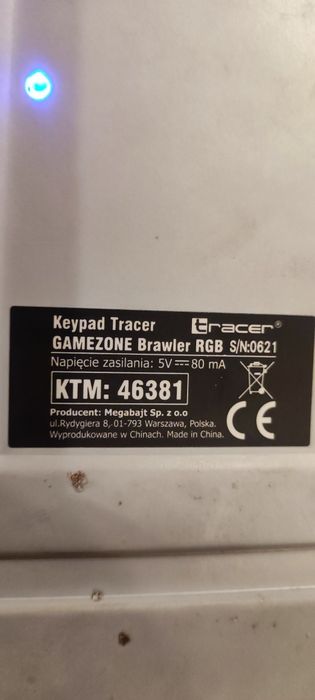 Keypad Tracer tracer®
GAMEZONE Brawler RGB S/N:0621
Napięcie zasilania: 5V⎓80 mA
KTM: 46381
Producent: Megabajt Sp. z o.o
ul.Rydygiera 8, 01-793 Warszawa, Polska.
Wyprodukowane w Chinach. Made in China.
CE